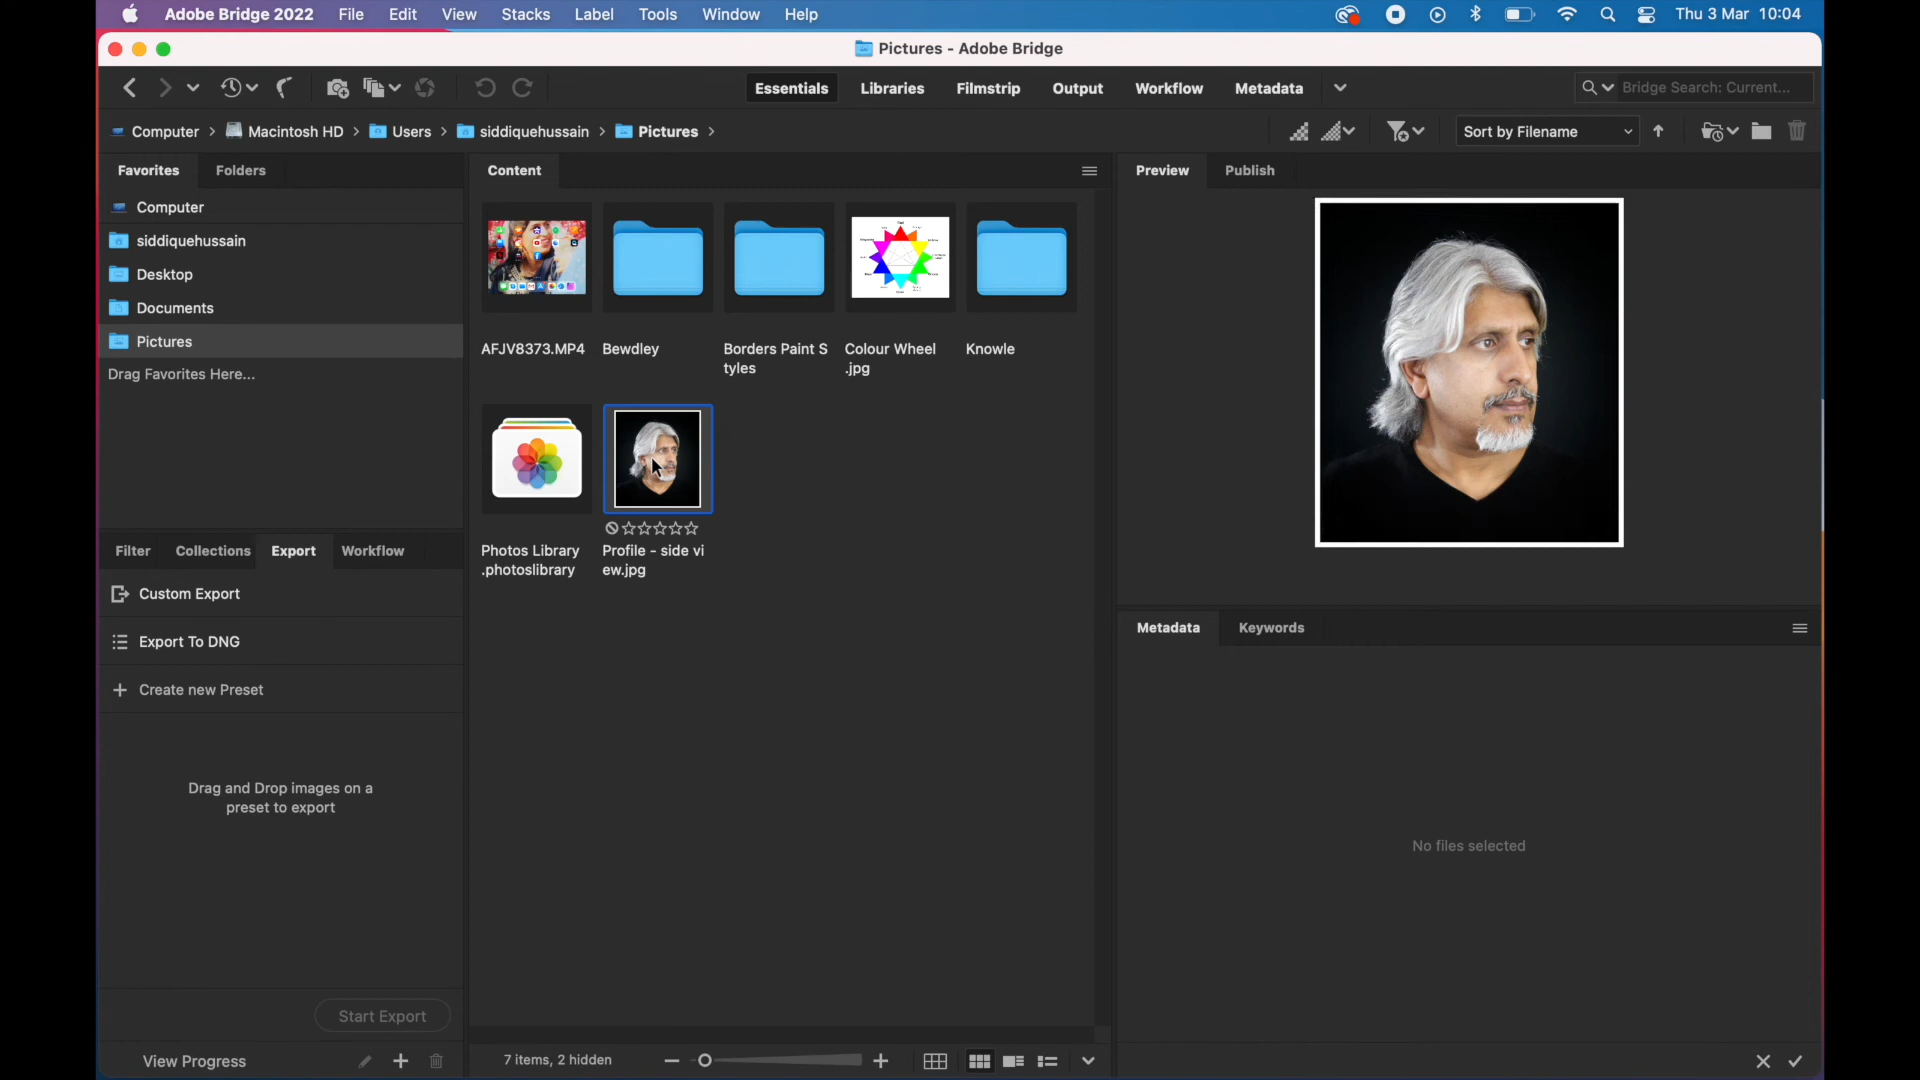 Adobe Bridge 2022 File Edit View Stacks Label Tools Window Help Thu 3 Mar 10:04
Pictures - Adobe Bridge
Essentials Libraries Filmstrip Output Workflow Metadata Bridge Search: Current...
Computer > Macintosh HD > Users > siddiquehussain > Pictures > Sort by Filename
Favorites Folders
Content
Preview Publish
Computer
siddiquehussain
Desktop
Documents
Pictures
Drag Favorites Here...
AFJV8373.MP4 Bewdley Borders Paint S Colour Wheel Knowle
tyles .jpg
Photos Library Profile - side vi
.photoslibrary ew.jpg
Filter Collections Export Workflow
Custom Export
Export To DNG
Create new Preset
Drag and Drop images on a
preset to export
Start Export
View Progress
7 items, 2 hidden
Metadata Keywords
No files selected